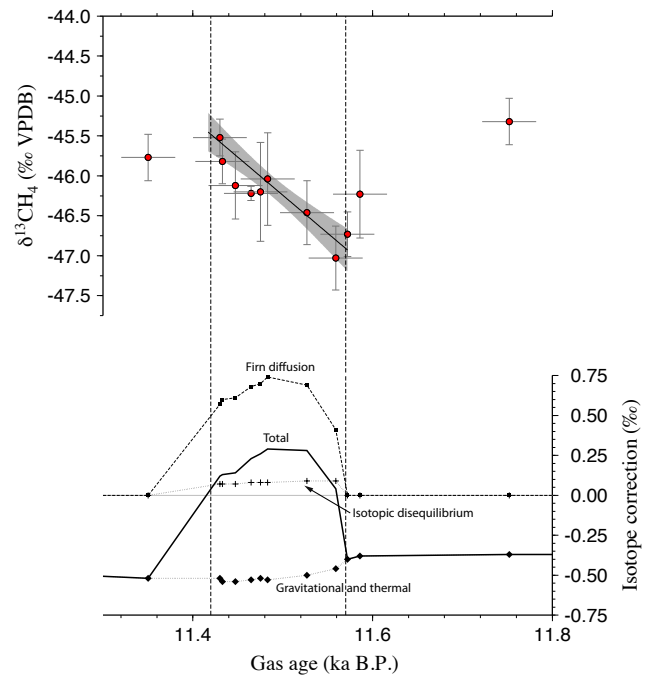 -44.0
-45.0
-45.5
-46.0
-46.5
-47.0
-47.5
δ¹³CH₄ (‰ VPDB)
Firn diffusion
Total
Isotopic disequilibrium
Gravitational and thermal
0.75
0.50
0.25
0.00
-0.25
-0.50
-0.75
Isotope correction (‰)
11.4
11.6
11.8
Gas age (ka B.P.)